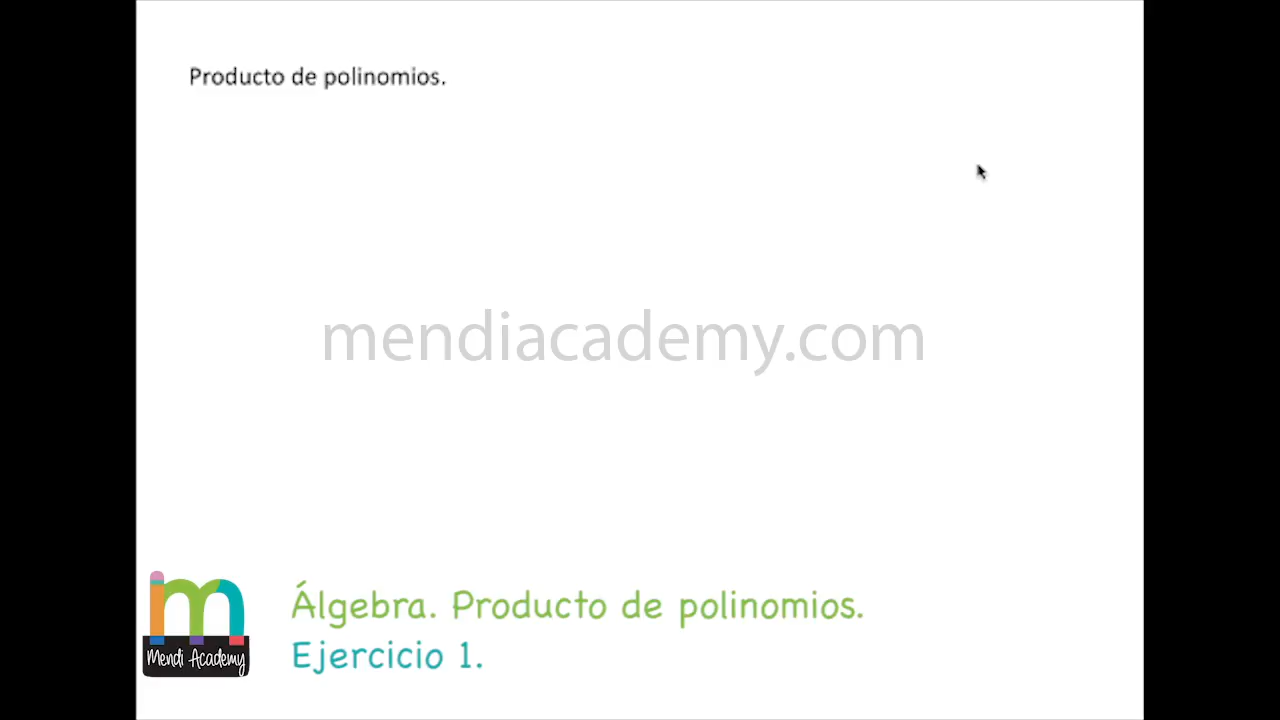 Producto de polinomios.
mendiacademy.com
Álgebra. Producto de polinomios.
Ejercicio 1.
Mendi Academy